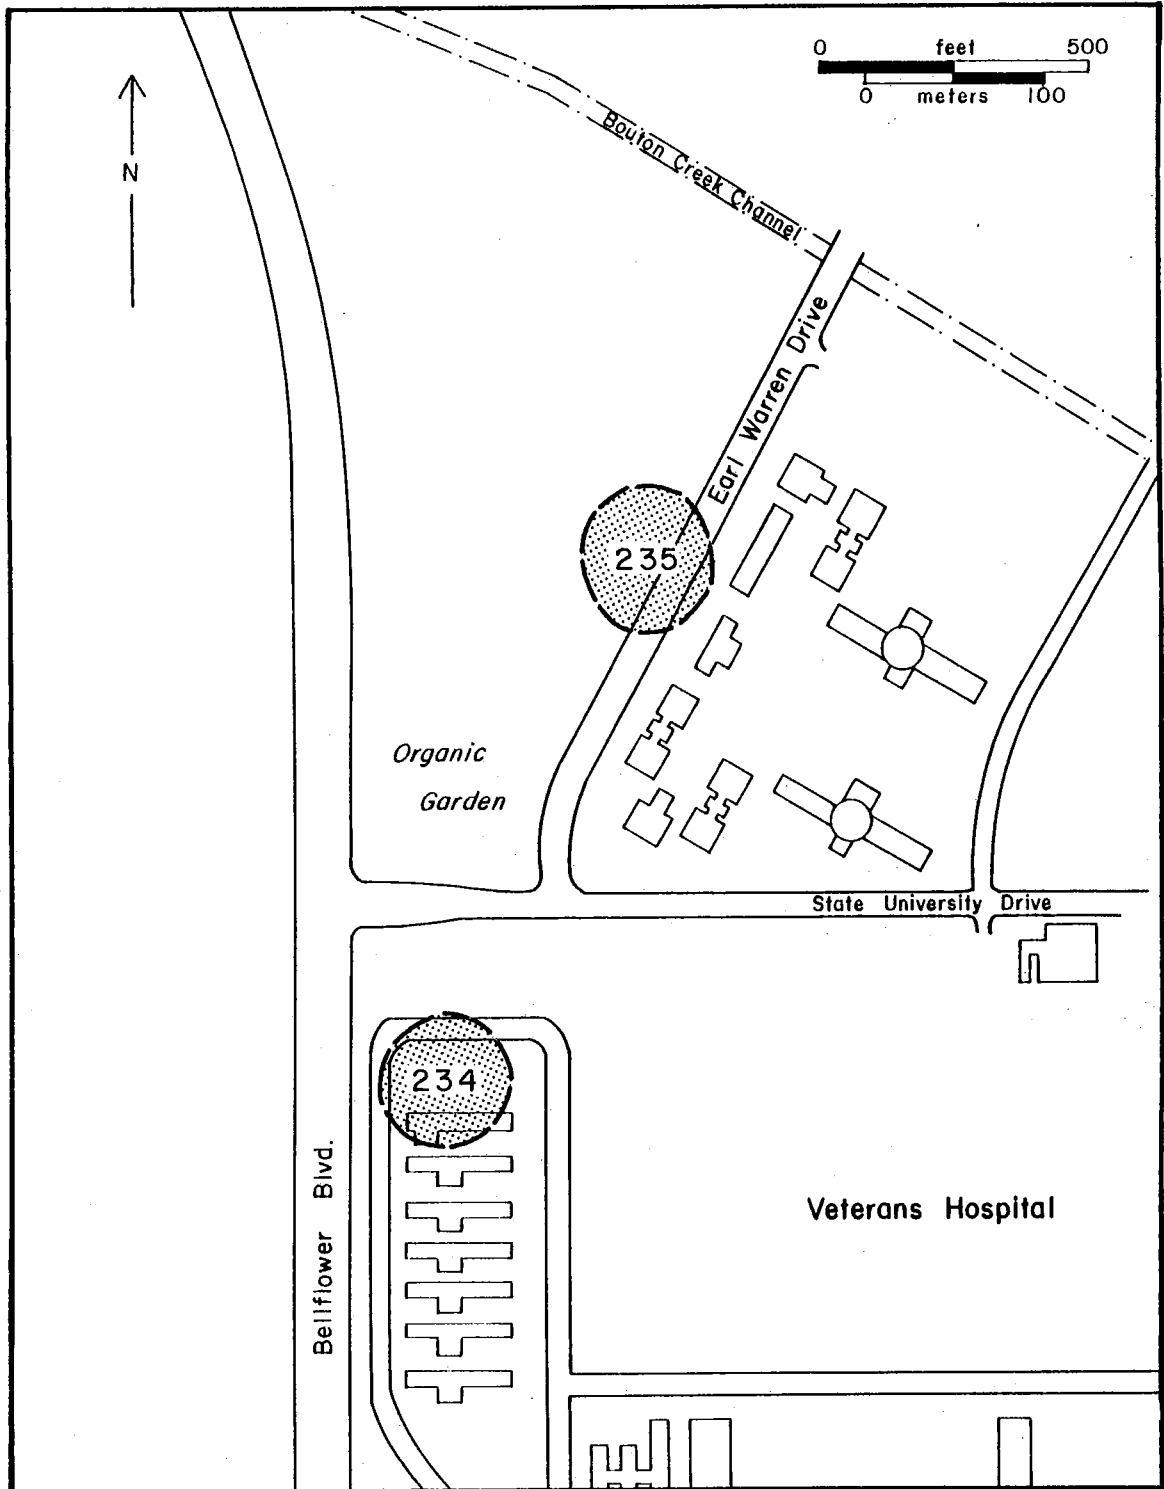 0 feet 500
0 meters 100
N
Bouton Creek Channel
Earl Warren Drive
235
Organic
Garden
State University Drive
234
Bellflower Blvd.
Veterans Hospital